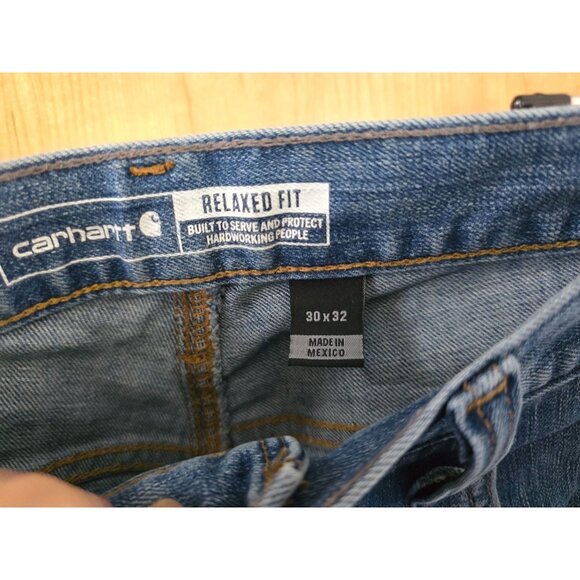 carhartt
RELAXED FIT
BUILT TO SERVE AND PROTECT
HARDWORKING PEOPLE
30 x 32
MADE IN
MEXICO